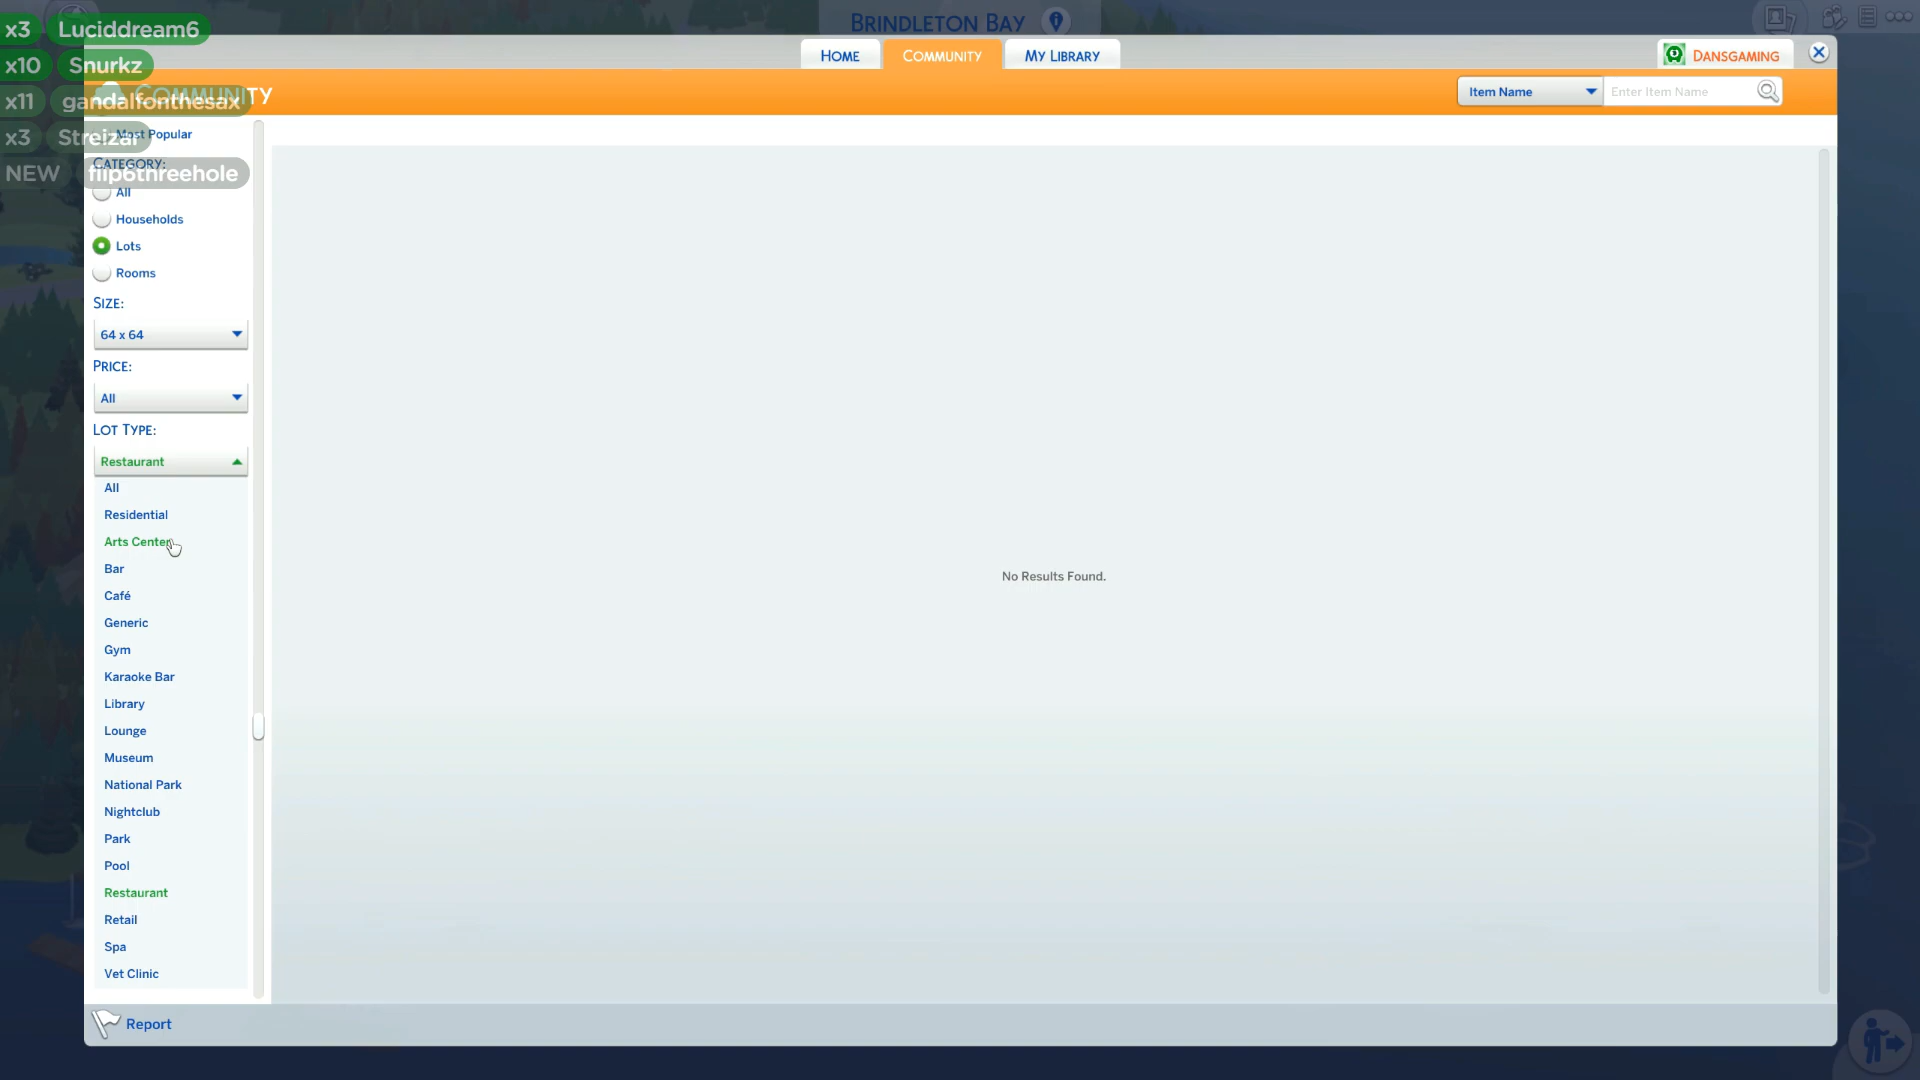 x3 Luciddream6
x10 Snurkz
x11 gandalfonthesax
x3 Streizar
NEW flip6threehole
BRINDLETON BAY
HOME
COMMUNITY
MY LIBRARY
DANSGAMING
COMMUNITY
Item Name
Enter Item Name
Most Popular
CATEGORY:
All
Households
Lots
Rooms
SIZE:
64 x 64
PRICE:
All
LOT TYPE:
Restaurant
All
Residential
Arts Center
Bar
Café
Generic
Gym
Karaoke Bar
Library
Lounge
Museum
National Park
Nightclub
Park
Pool
Restaurant
Retail
Spa
Vet Clinic
No Results Found.
Report